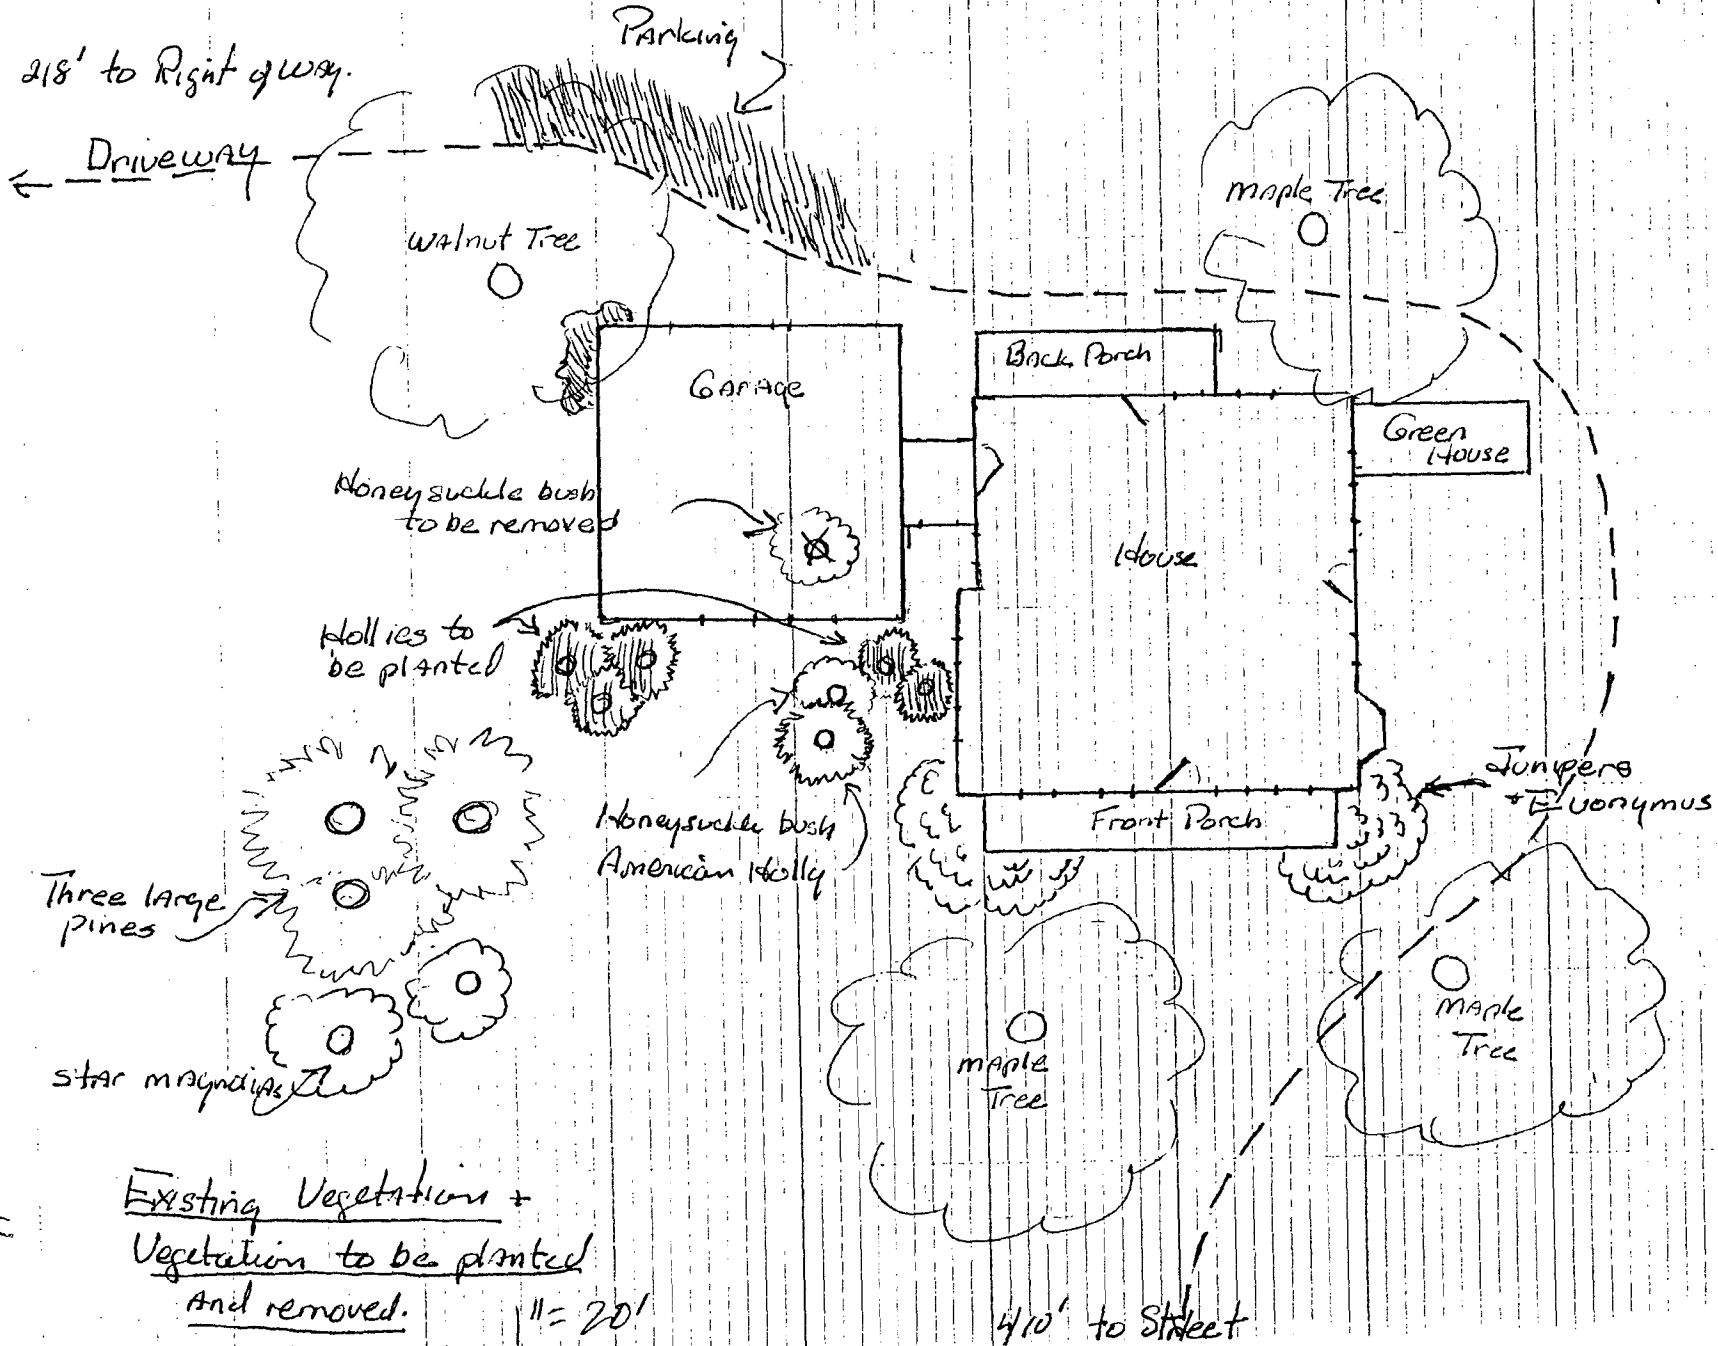 Parking
218' to Right of Way.
Driveway
Maple Tree
Walnut Tree
Back Porch
Garage
Green
House
Honeysuckle bush
to be removed
House
Hollies to
be planted
Junipers
+ Euonymus
Honeysuckle bush
American Holly
Front Porch
Three large
pines
Maple
Tree
Maple
Tree
Star magnolias
Existing Vegetation +
Vegetation to be planted
And removed.
1" = 20'
410' to Street